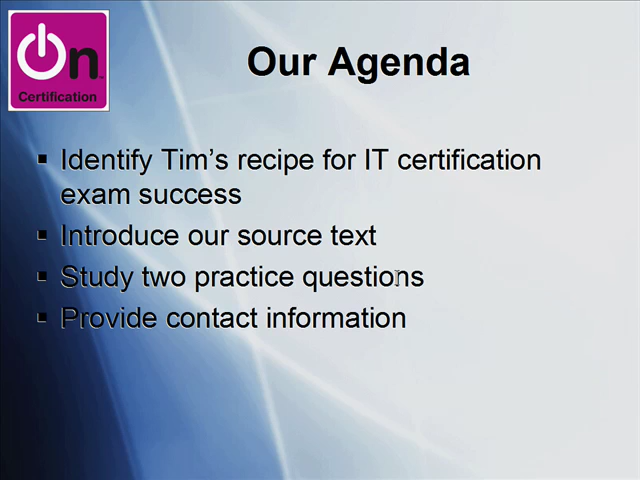 On
Certification
Our Agenda
▪ Identify Tim's recipe for IT certification
exam success
▪ Introduce our source text
▪ Study two practice questions
▪ Provide contact information